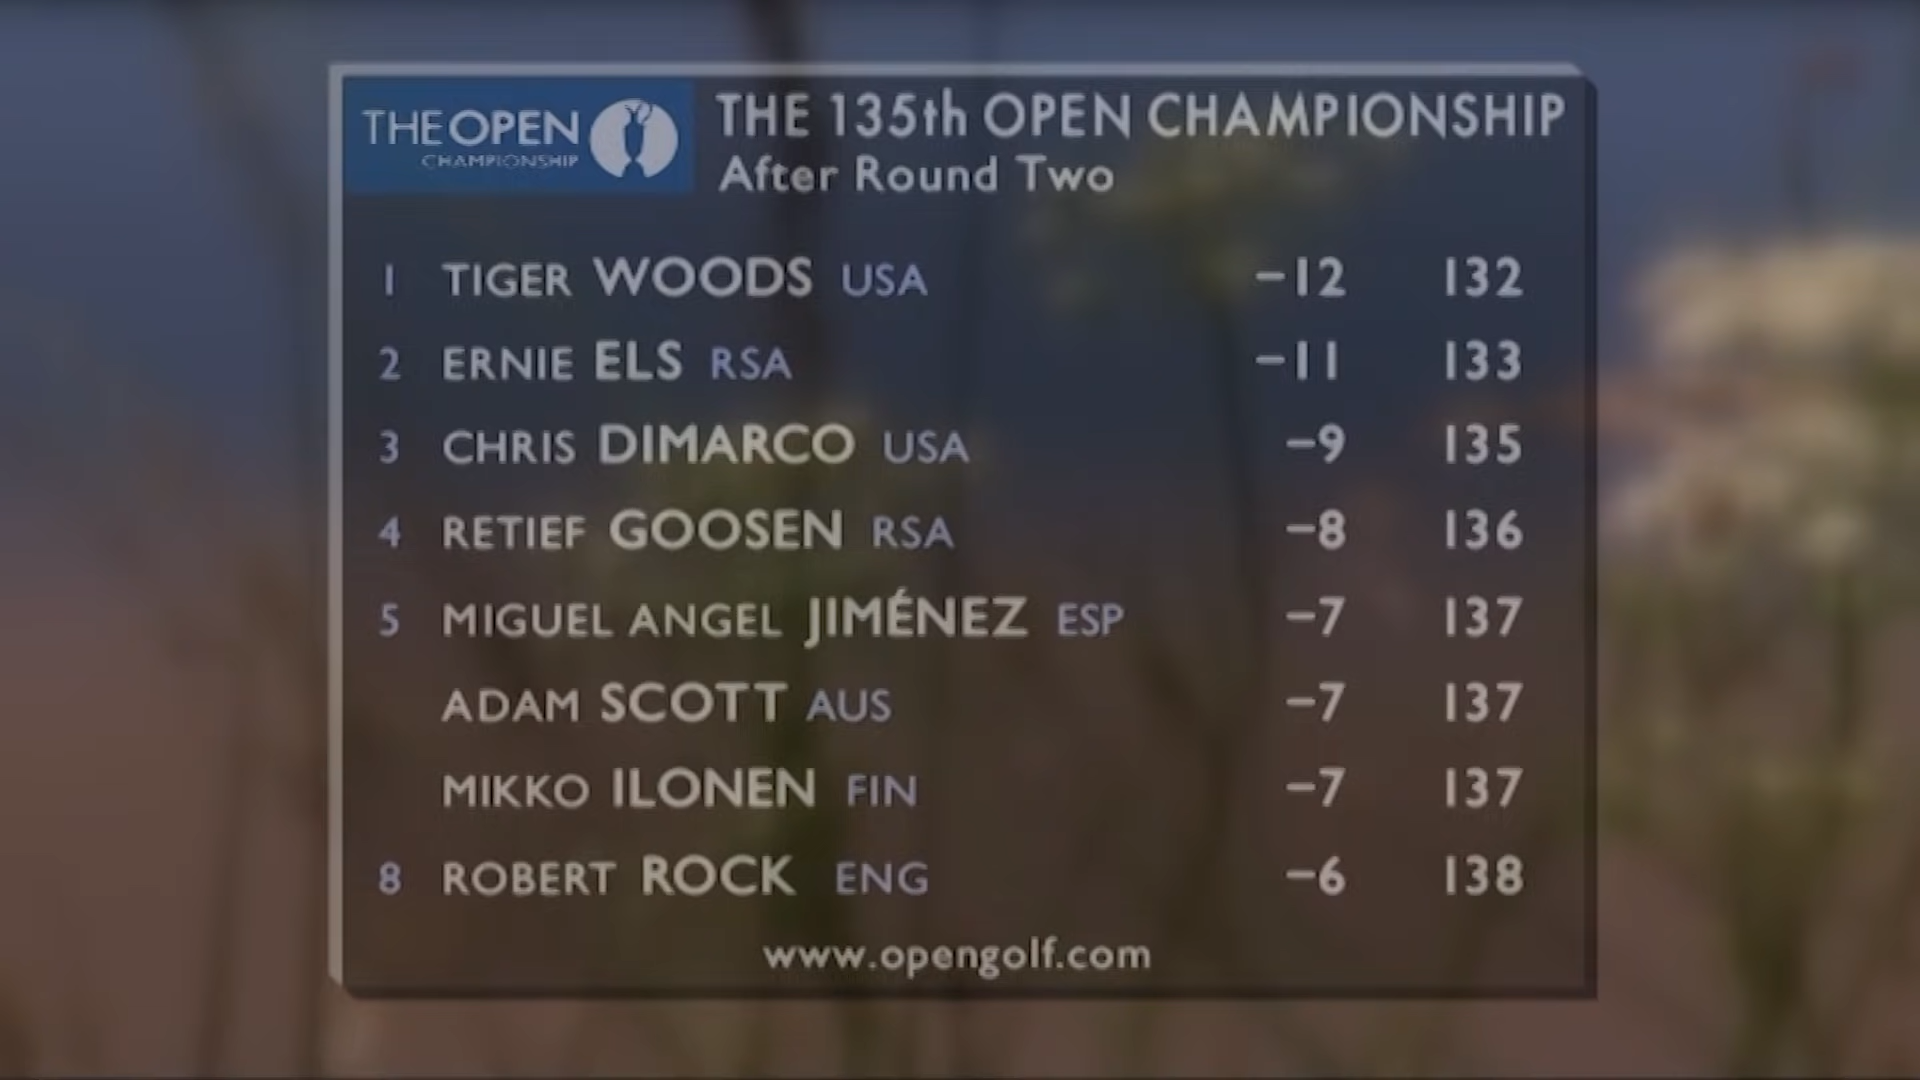 THE OPEN
CHAMPIONSHIP
THE 135th OPEN CHAMPIONSHIP
After Round Two
1 TIGER WOODS USA -12 132
2 ERNIE ELS RSA -11 133
3 CHRIS DIMARCO USA -9 135
4 RETIEF GOOSEN RSA -8 136
5 MIGUEL ANGEL JIMÉNEZ ESP -7 137
ADAM SCOTT AUS -7 137
MIKKO ILONEN FIN -7 137
8 ROBERT ROCK ENG -6 138
www.opengolf.com